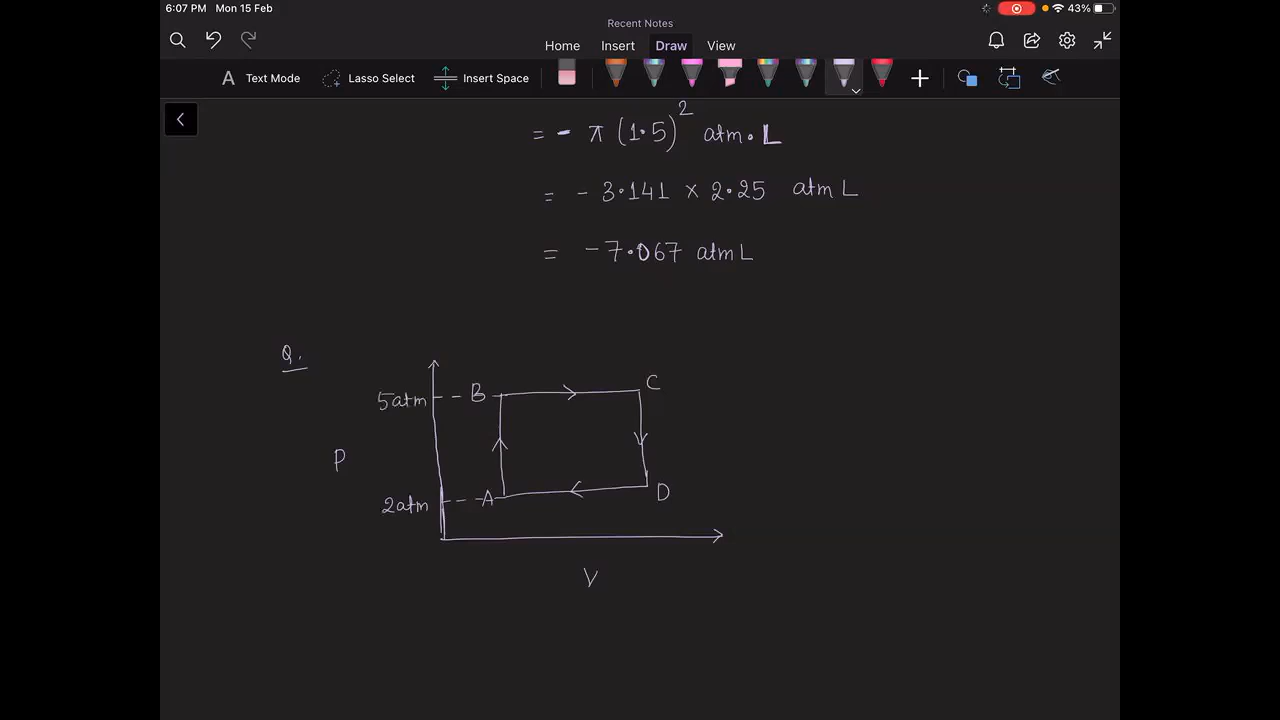 6:07 PM Mon 15 Feb
43%
Recent Notes
Home Insert Draw View
A Text Mode Lasso Select Insert Space
= - π (1.5)² atm.L
= - 3.141 × 2.25 atm L
= -7.067 atm L
Q.
5atm B C
P
2atm A D
V